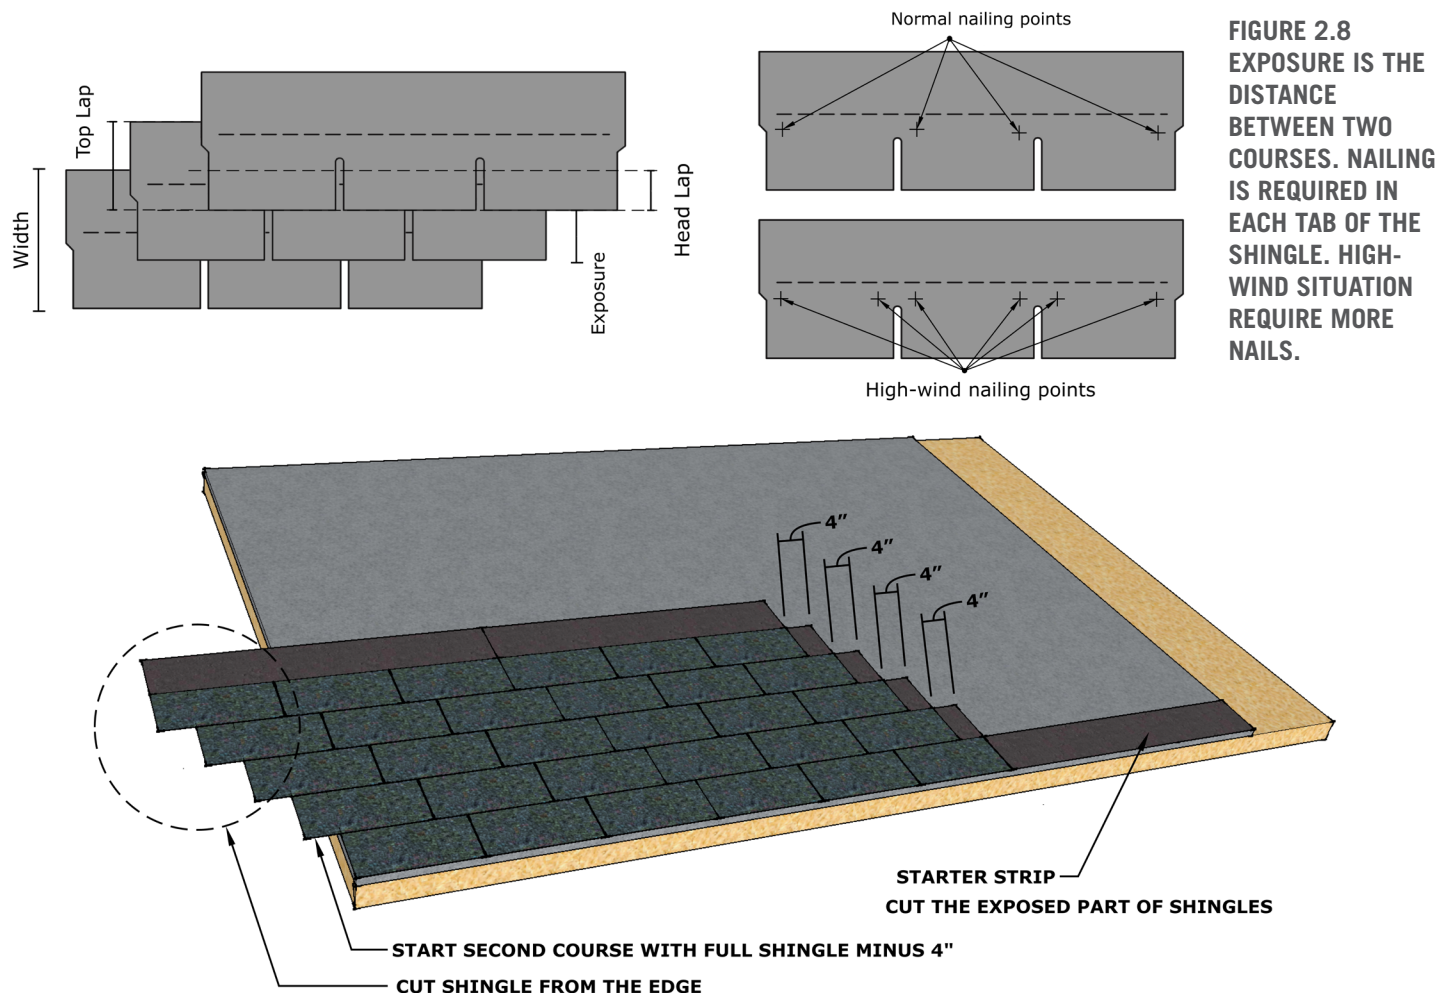 Normal nailing points
Top Lap
Width
Head Lap
Exposure
High-wind nailing points
FIGURE 2.8
EXPOSURE IS THE
DISTANCE
BETWEEN TWO
COURSES. NAILING
IS REQUIRED IN
EACH TAB OF THE
SHINGLE. HIGH-
WIND SITUATION
REQUIRE MORE
NAILS.
4"
4"
4"
4"
STARTER STRIP
CUT THE EXPOSED PART OF SHINGLES
START SECOND COURSE WITH FULL SHINGLE MINUS 4"
CUT SHINGLE FROM THE EDGE